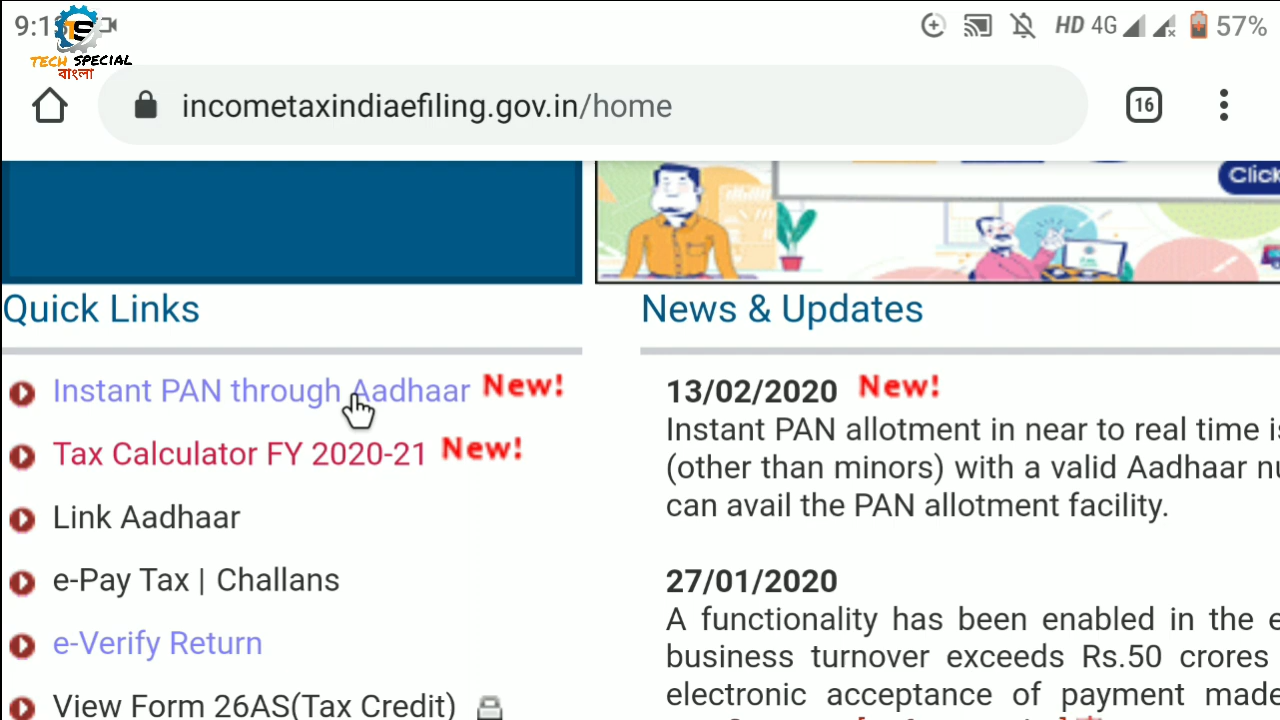 HD 4G 57%
TECH SPECIAL
বাংলা
incometaxindiaefiling.gov.in/home
16
Click
Quick Links
Instant PAN through Aadhaar New!
Tax Calculator FY 2020-21 New!
Link Aadhaar
e-Pay Tax | Challans
e-Verify Return
View Form 26AS(Tax Credit)
News & Updates
13/02/2020 New!
Instant PAN allotment in near to real time
(other than minors) with a valid Aadhaar
can avail the PAN allotment facility.
27/01/2020
A functionality has been enabled in the
business turnover exceeds Rs.50 crores
electronic acceptance of payment made